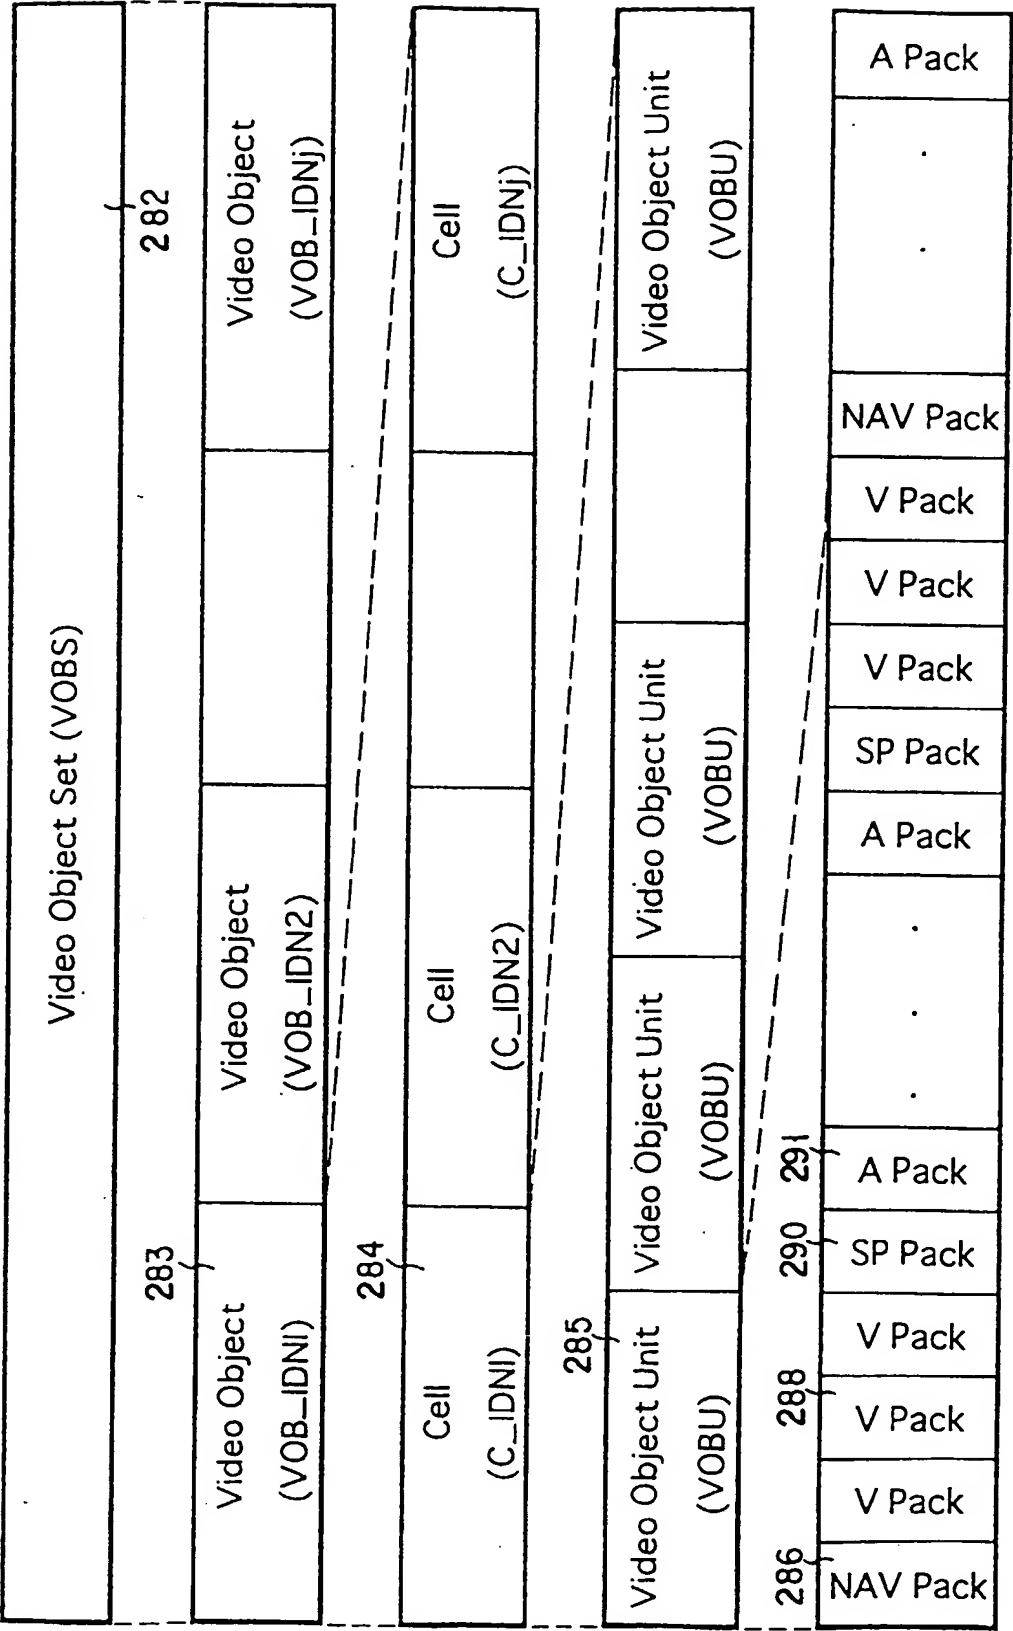 Video Object Set (VOBS)
282
283
Video Object
(VOB_IDN1)
Video Object
(VOB_IDN2)
Video Object
(VOB_IDNj)
284
Cell
(C_IDN1)
Cell
(C_IDN2)
Cell
(C_IDNj)
285
Video Object Unit
(VOBU)
Video Object Unit
(VOBU)
Video Object Unit
(VOBU)
Video Object Unit
(VOBU)
286
288
290
291
NAV Pack
V Pack
V Pack
V Pack
SP Pack
A Pack
. . .
A Pack
SP Pack
V Pack
V Pack
V Pack
NAV Pack
. .
A Pack